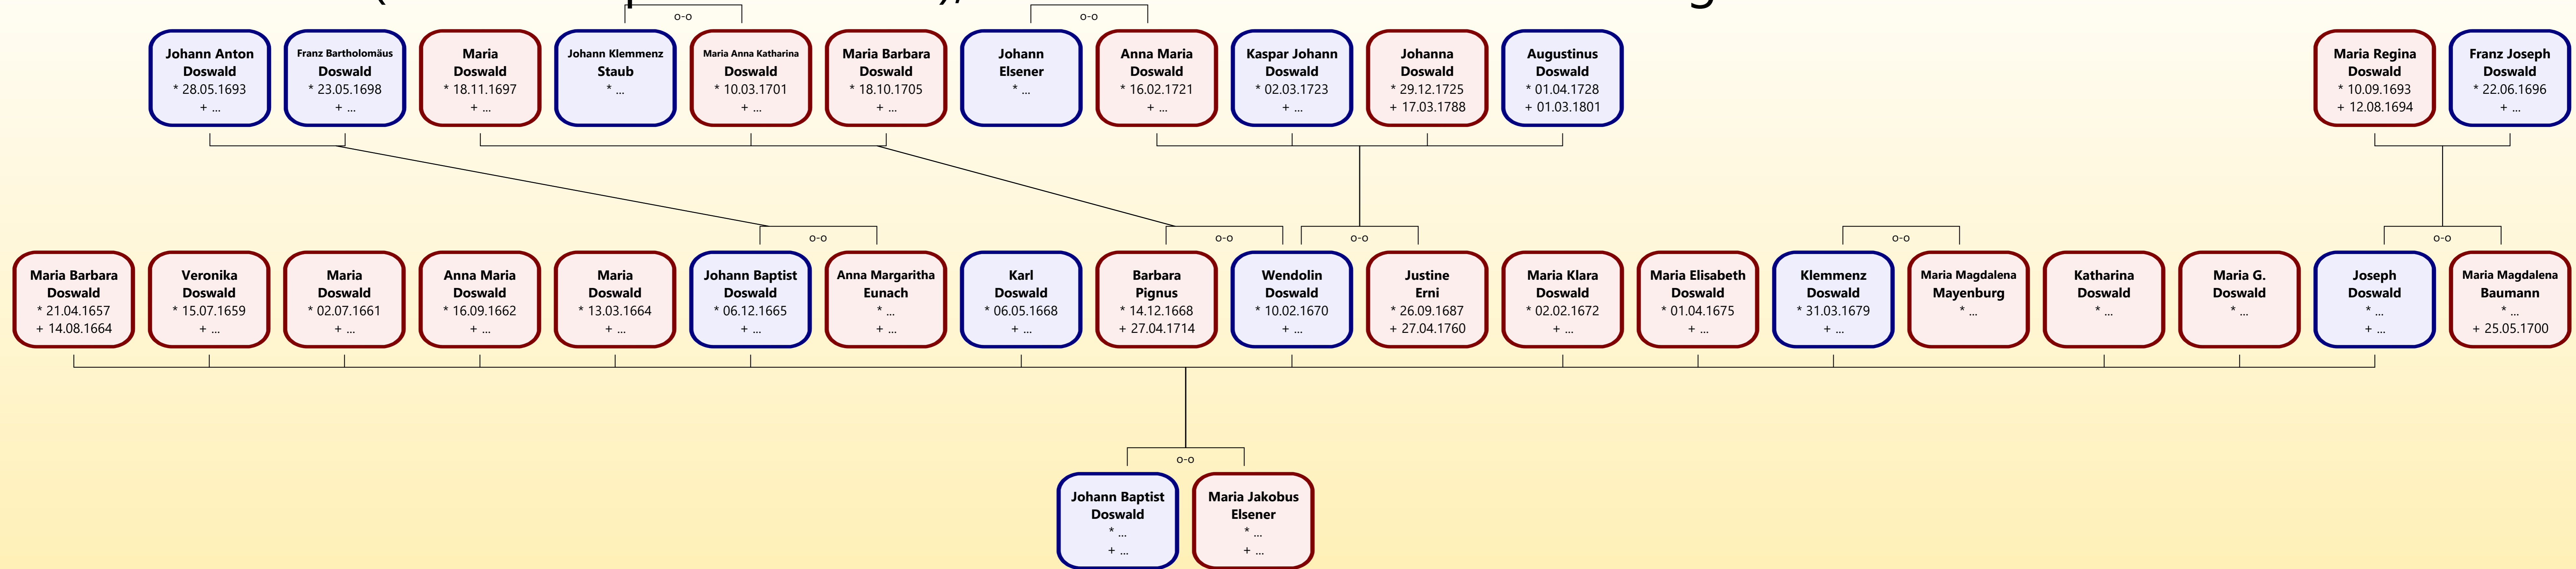 o-o
o-o
Johann Anton
Doswald
* 28.05.1693
+ ...
Franz Bartholomäus
Doswald
* 23.05.1698
+ ...
Maria
Doswald
* 18.11.1697
+ ...
Johann Klemmenz
Staub
* ...
Maria Anna Katharina
Doswald
* 10.03.1701
+ ...
Maria Barbara
Doswald
* 18.10.1705
+ ...
Johann
Elsener
* ...
Anna Maria
Doswald
* 16.02.1721
+ ...
Kaspar Johann
Doswald
* 02.03.1723
+ ...
Johanna
Doswald
* 29.12.1725
+ 17.03.1788
Augustinus
Doswald
* 01.04.1728
+ 01.03.1801
Maria Regina
Doswald
* 10.09.1693
+ 12.08.1694
Franz Joseph
Doswald
* 22.06.1696
+ ...
o-o
o-o
o-o
o-o
o-o
Maria Barbara
Doswald
* 21.04.1657
+ 14.08.1664
Veronika
Doswald
* 15.07.1659
+ ...
Maria
Doswald
* 02.07.1661
+ ...
Anna Maria
Doswald
* 16.09.1662
+ ...
Maria
Doswald
* 13.03.1664
+ ...
Johann Baptist
Doswald
* 06.12.1665
+ ...
Anna Margaritha
Eunach
* ...
+ ...
Karl
Doswald
* 06.05.1668
+ ...
Barbara
Pignus
* 14.12.1668
+ 27.04.1714
Wendolin
Doswald
* 10.02.1670
+ ...
Justine
Erni
* 26.09.1687
+ 27.04.1760
Maria Klara
Doswald
* 02.02.1672
+ ...
Maria Elisabeth
Doswald
* 01.04.1675
+ ...
Klemmenz
Doswald
* 31.03.1679
+ ...
Maria Magdalena
Mayenburg
* ...
Katharina
Doswald
* ...
Maria G.
Doswald
* ...
Joseph
Doswald
* ...
+ ...
Maria Magdalena
Baumann
* ...
+ 25.05.1700
o-o
Johann Baptist
Doswald
* ...
+ ...
Maria Jakobus
Elsener
* ...
+ ...